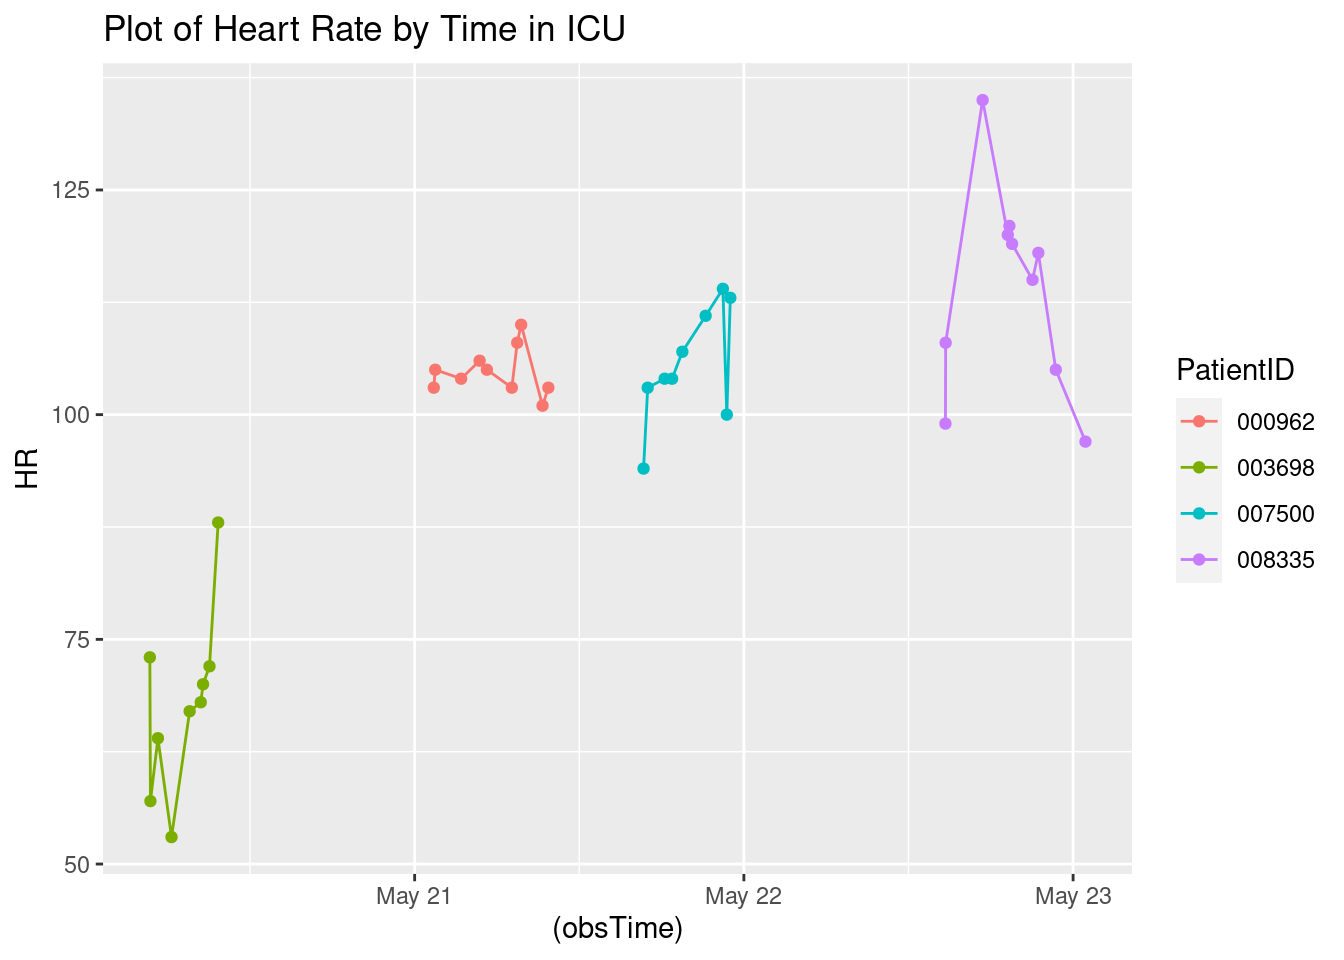 Plot of Heart Rate by Time in ICU
125
100
75
50
HR
May 21
May 22
May 23
(obsTime)
PatientID
000962
003698
007500
008335